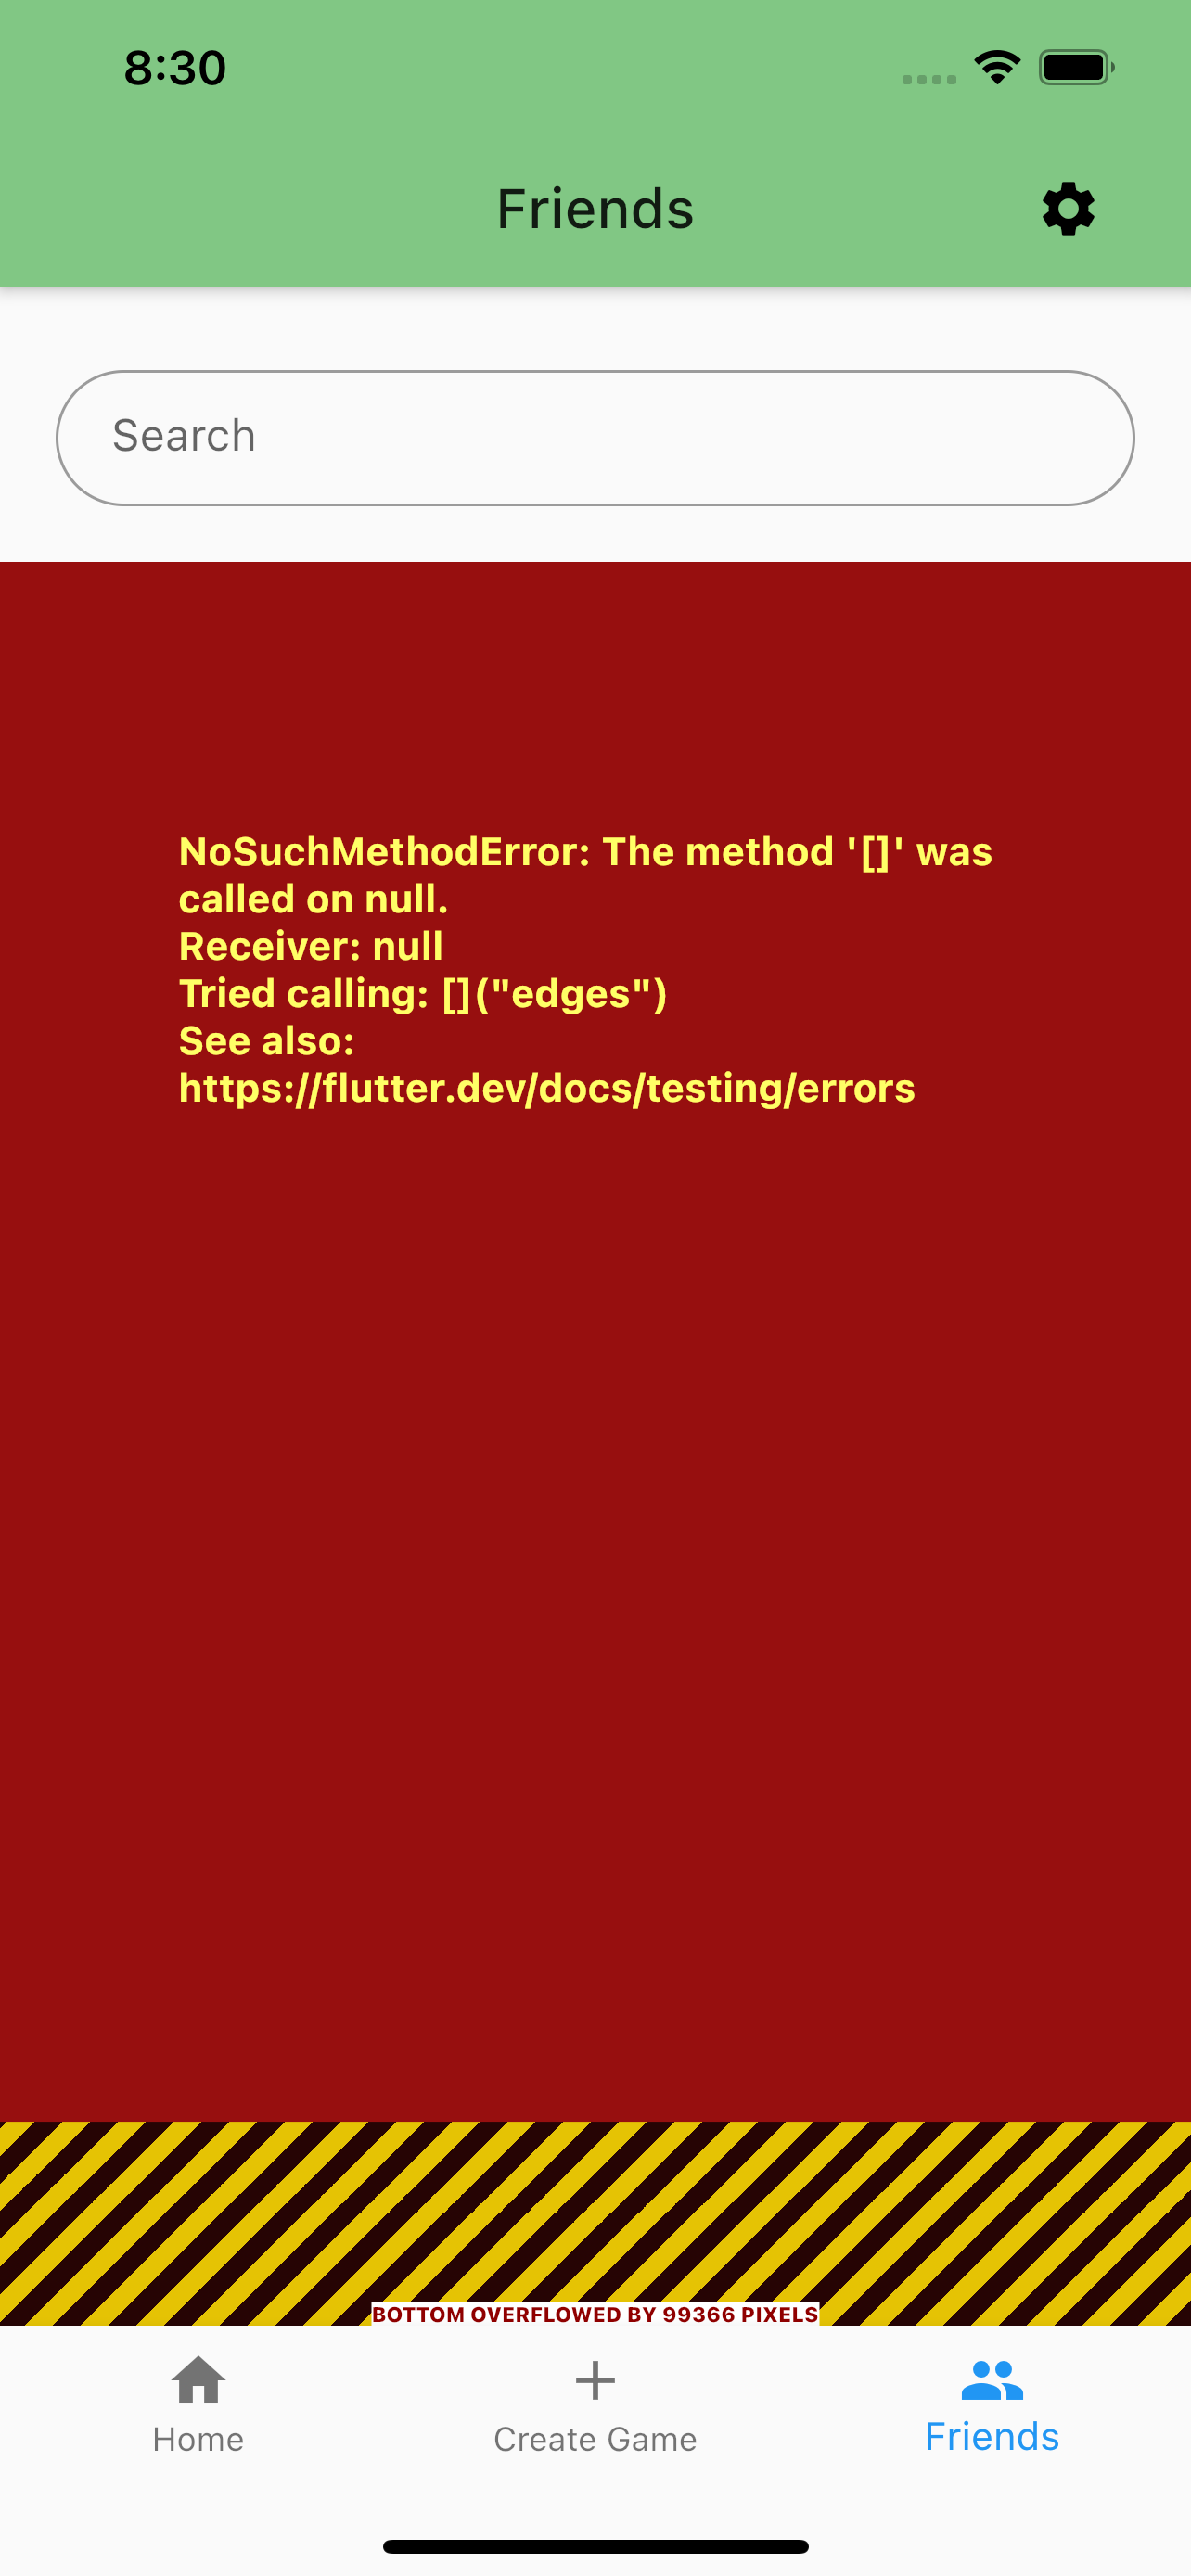 8:30
Friends
Search
NoSuchMethodError: The method '[]' was
called on null.
Receiver: null
Tried calling: []("edges")
See also:
https://flutter.dev/docs/testing/errors
BOTTOM OVERFLOWED BY 99366 PIXELS
Home
Create Game
Friends